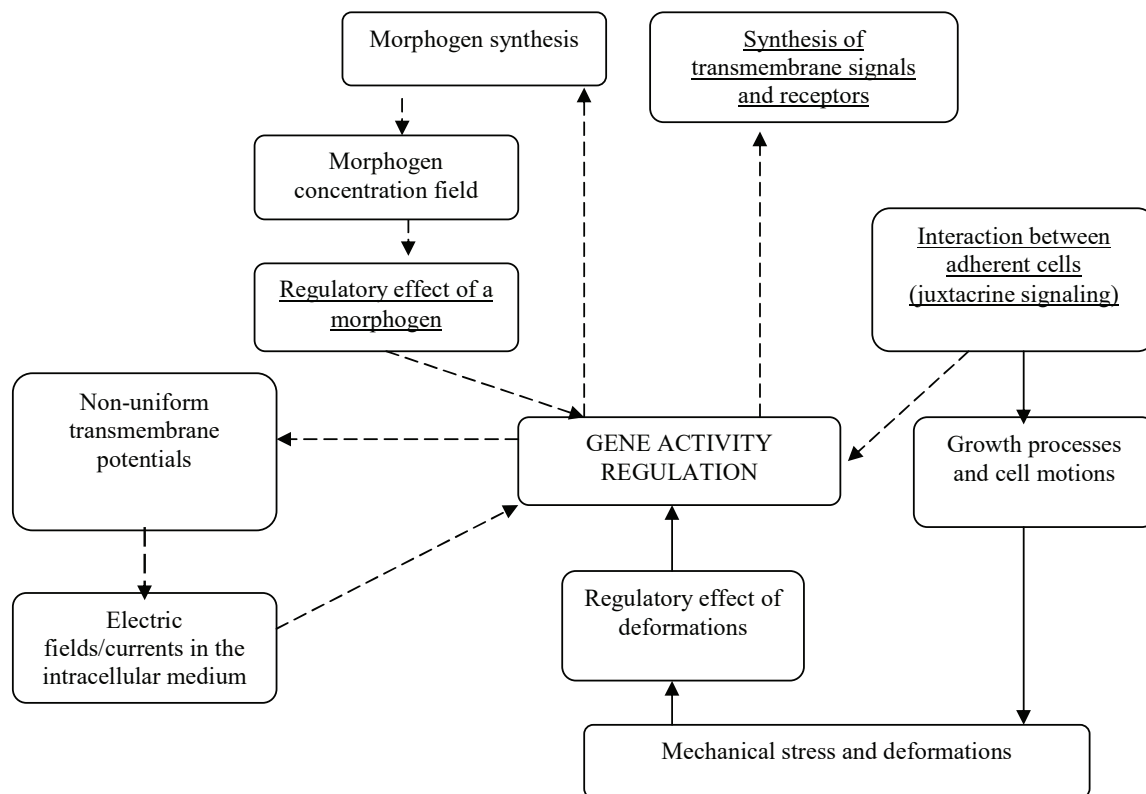 Morphogen synthesis
Synthesis of
transmembrane signals
and receptors
Morphogen
concentration field
Interaction between
adherent cells
(juxtacrine signaling)
Regulatory effect of a
morphogen
Non-uniform
transmembrane
potentials
GENE ACTIVITY
REGULATION
Growth processes
and cell motions
Electric
fields/currents in the
intracellular medium
Regulatory effect of
deformations
Mechanical stress and deformations